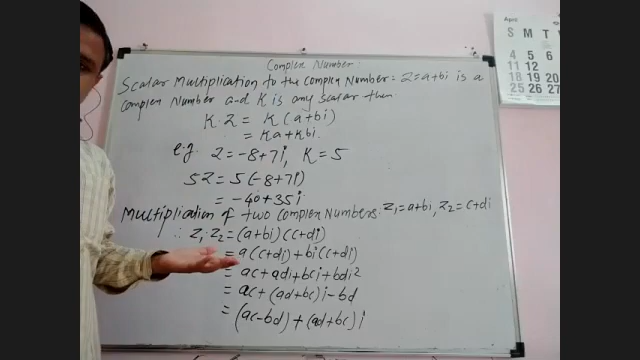 Complex Number:
Scalar Multiplication to the Complex Number: Z=a+bi is a
complex Number and K is any scalar then
K.Z = K(a+bi)
= Ka+Kbi.
e.g. Z=-8+7i, K=5
5Z=5(-8+7i)
= -40+35i
Multiplication of two Complex Numbers. Z₁=a+bi, Z₂=c+di
∴ Z₁.Z₂=(a+bi)(c+di)
=a(c+di)+bi(c+di)
= ac+adi+bci+bdi²
= ac+(ad+bc)i-bd
= (ac-bd)+(ad+bc)i
April
S M T
4 5 6
11 12
18 19 20
25 26 27